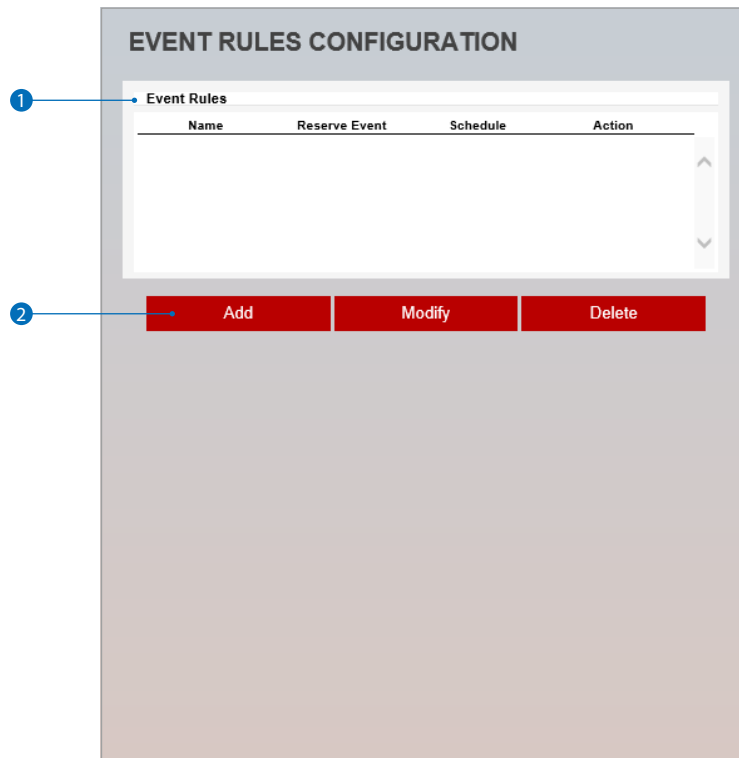 EVENT RULES CONFIGURATION
1 Event Rules
Name Reserve Event Schedule Action
2 Add Modify Delete